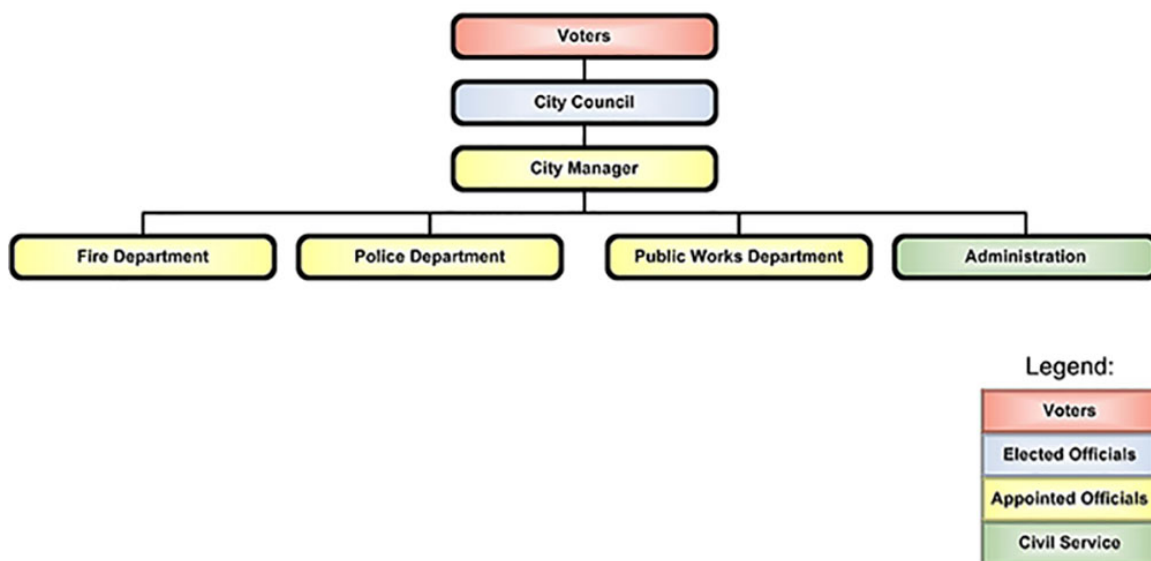 Voters
City Council
City Manager
Fire Department
Police Department
Public Works Department
Administration
Legend:
Voters
Elected Officials
Appointed Officials
Civil Service